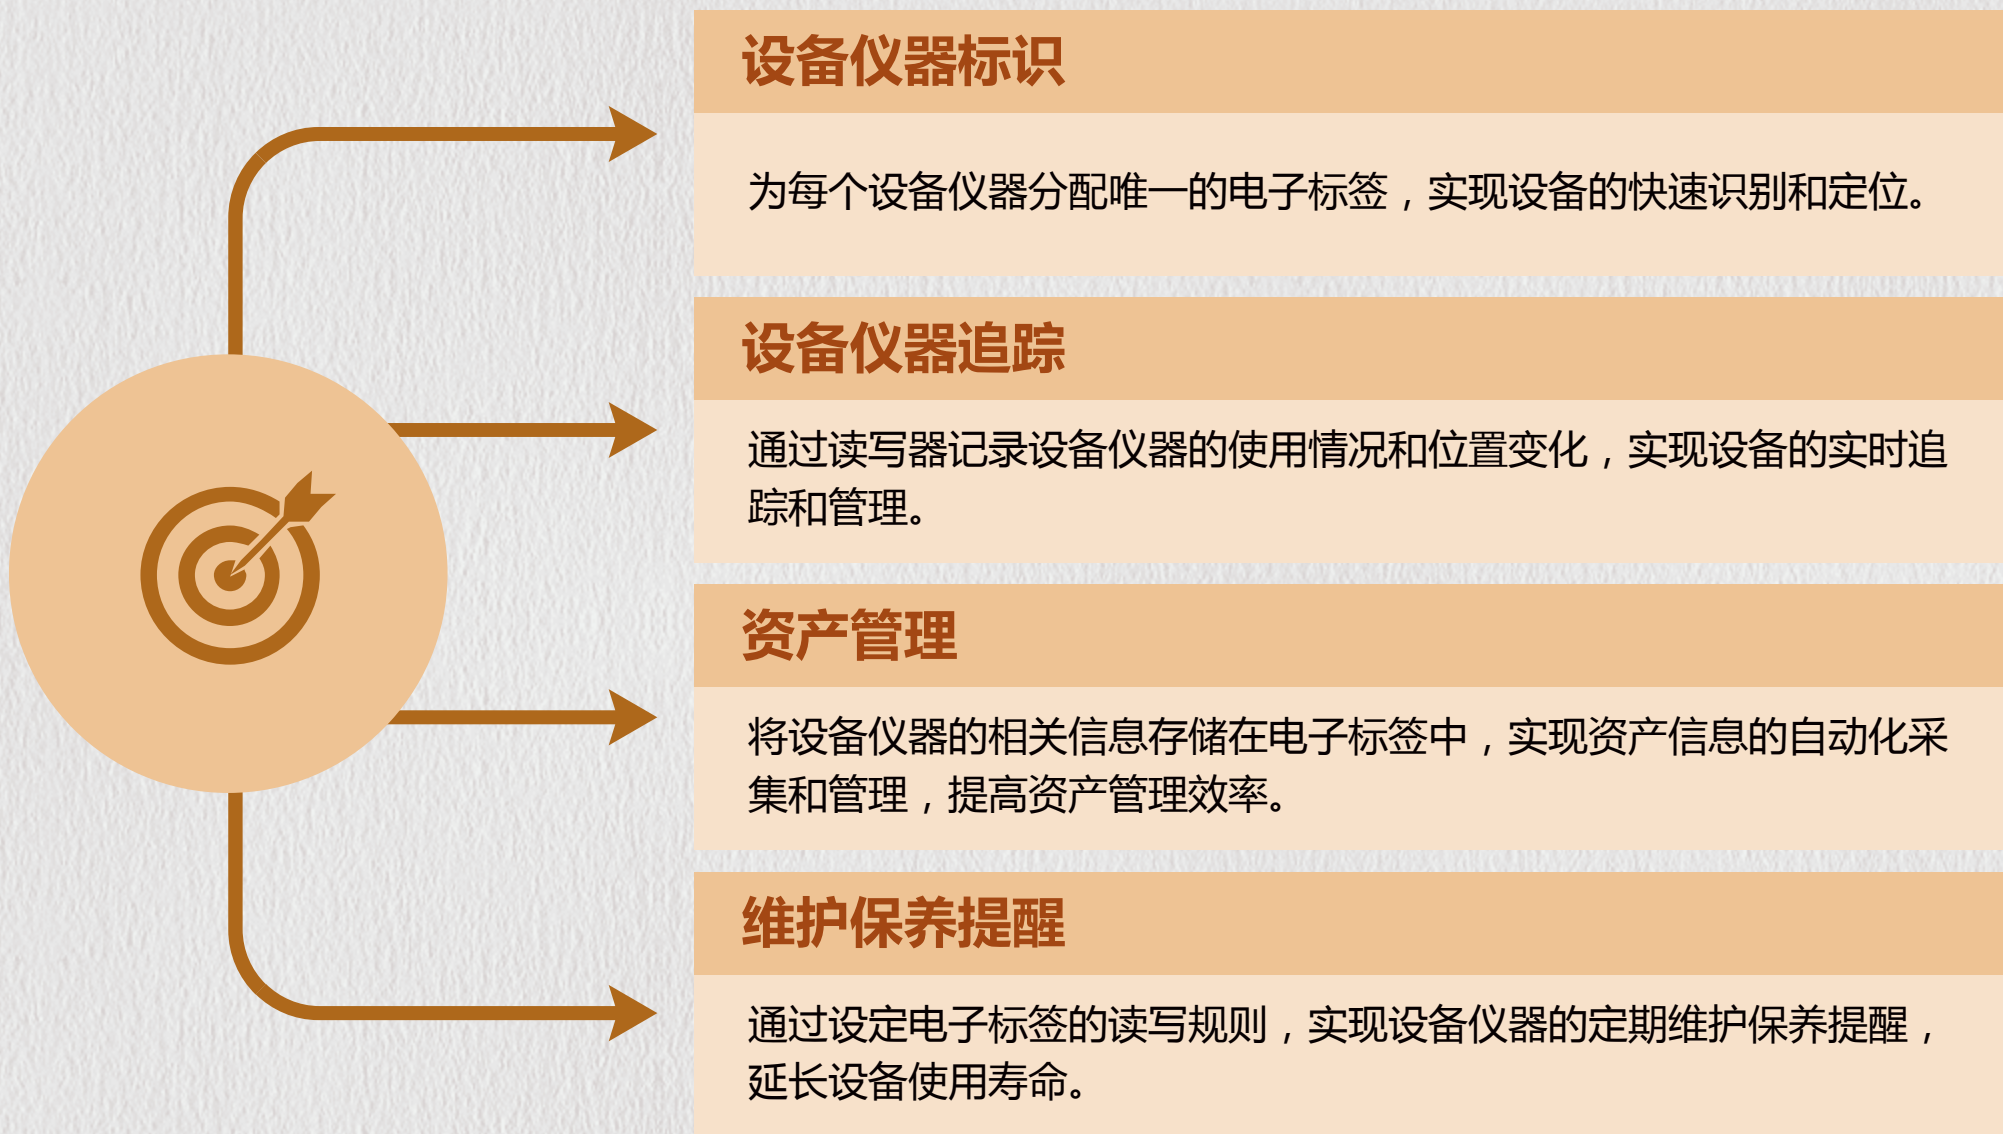 设备仪器标识
为每个设备仪器分配唯一的电子标签，实现设备的快速识别和定位。
设备仪器追踪
通过读写器记录设备仪器的使用情况和位置变化，实现设备的实时追
踪和管理。
资产管理
将设备仪器的相关信息存储在电子标签中，实现资产信息的自动化采
集和管理，提高资产管理效率。
维护保养提醒
通过设定电子标签的读写规则，实现设备仪器的定期维护保养提醒，
延长设备使用寿命。